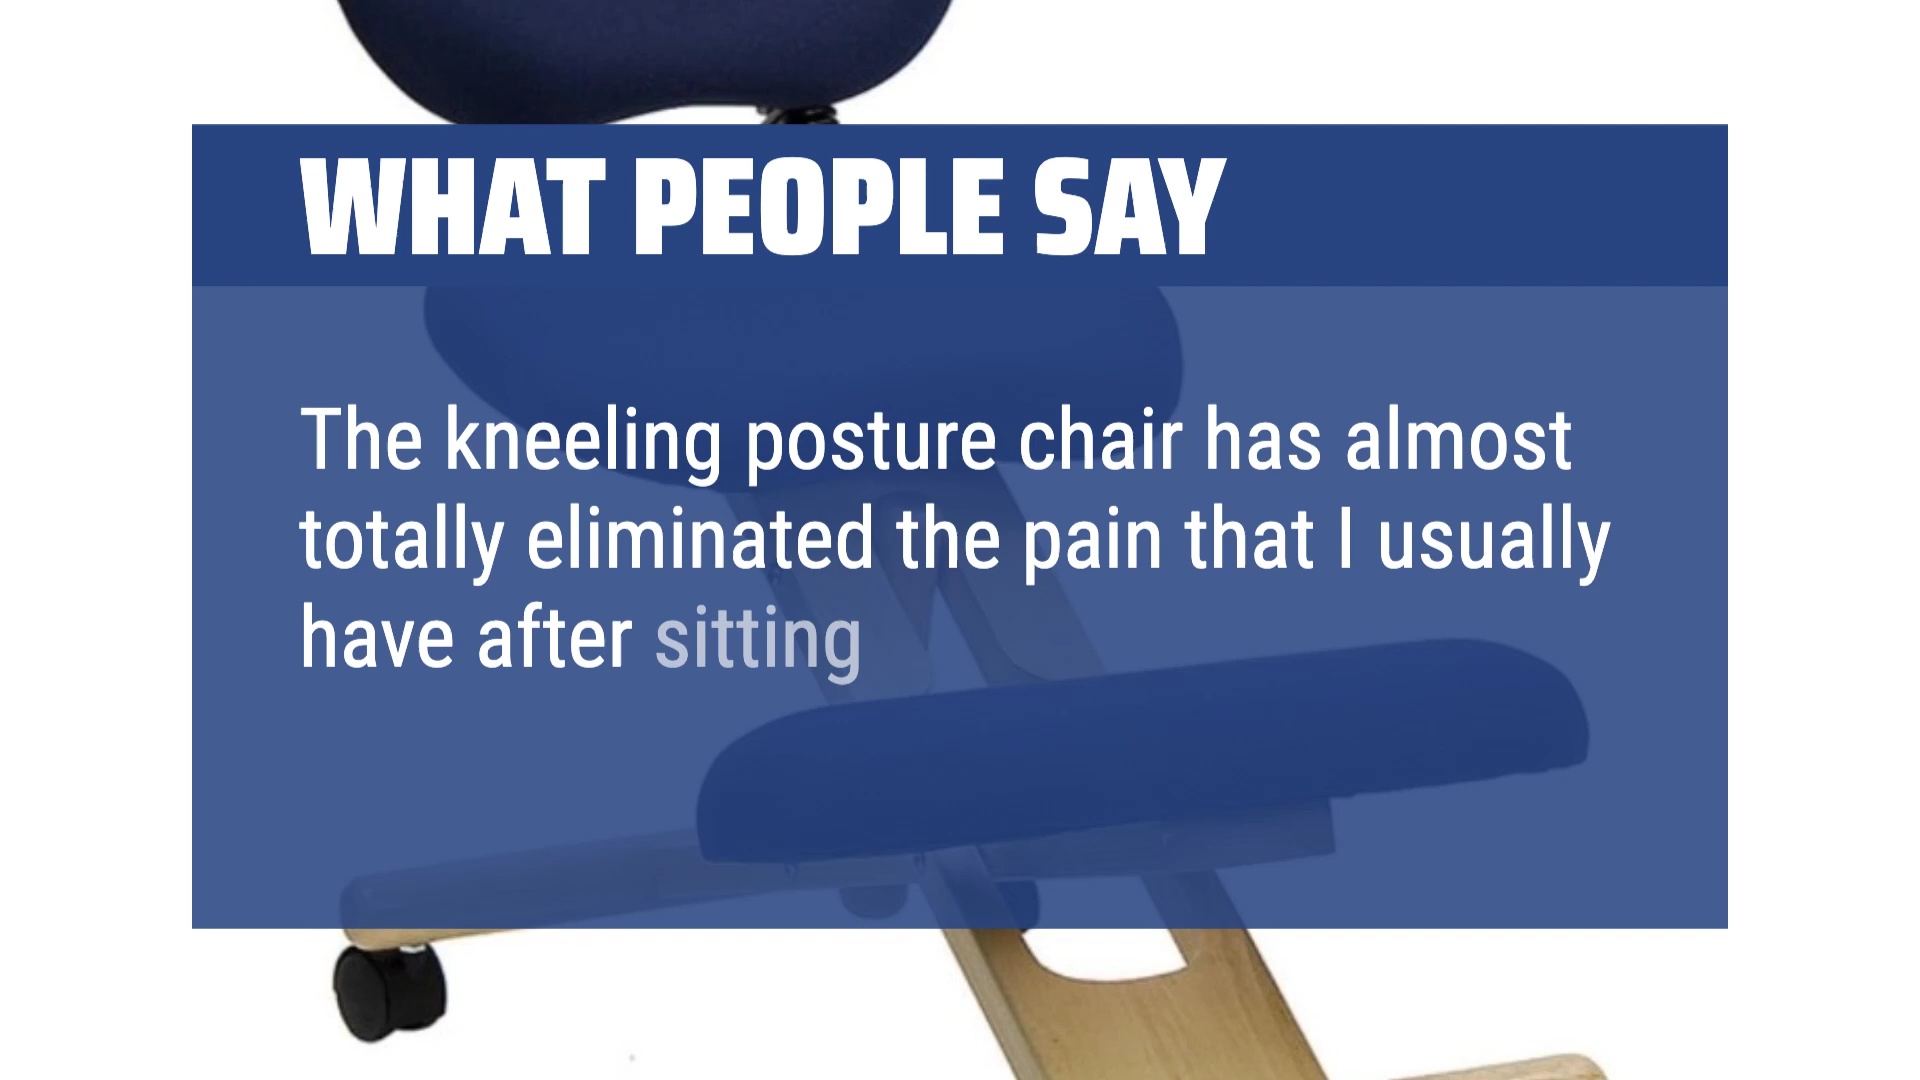 WHAT PEOPLE SAY
The kneeling posture chair has almost
totally eliminated the pain that I usually
have after sitting